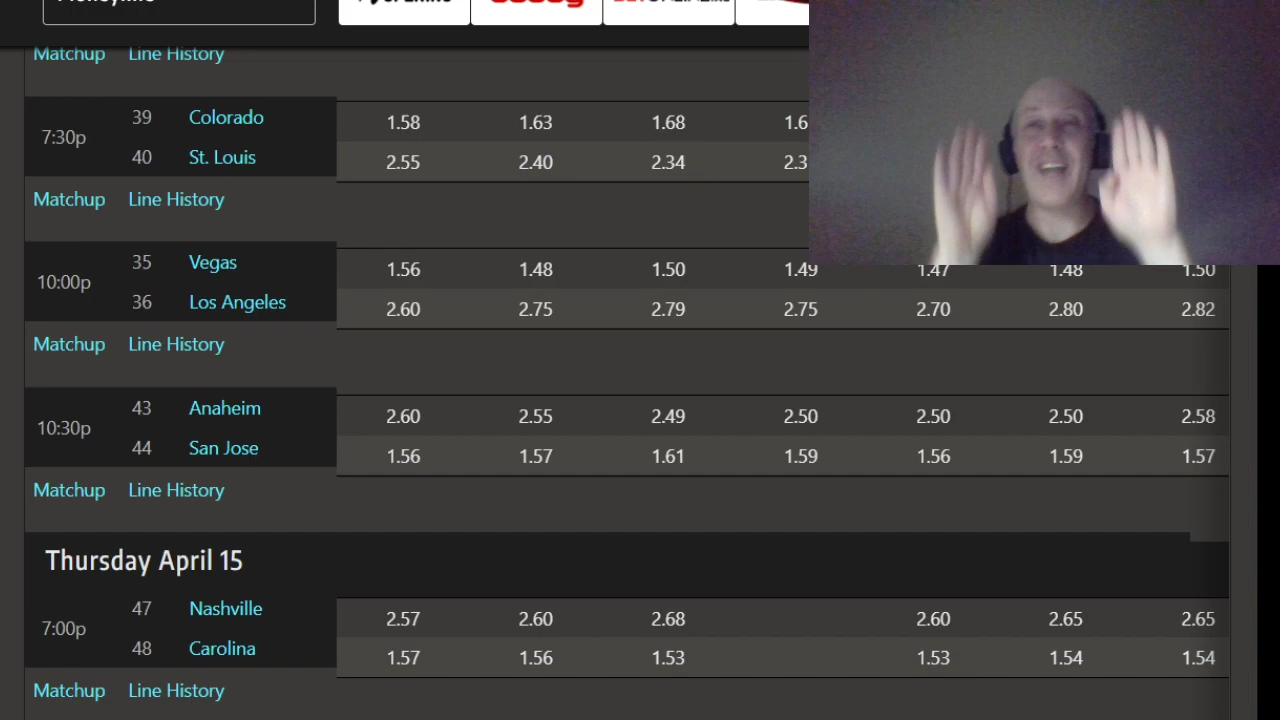 Moneyline
Matchup Line History
7:30p
39 Colorado 1.58 1.63 1.68
40 St. Louis 2.55 2.40 2.34
Matchup Line History
10:00p
35 Vegas 1.56 1.48 1.50 1.49 1.47 1.48 1.50
36 Los Angeles 2.60 2.75 2.79 2.75 2.70 2.80 2.82
Matchup Line History
10:30p
43 Anaheim 2.60 2.55 2.49 2.50 2.50 2.50 2.58
44 San Jose 1.56 1.57 1.61 1.59 1.56 1.59 1.57
Matchup Line History
Thursday April 15
7:00p
47 Nashville 2.57 2.60 2.68 2.60 2.65 2.65
48 Carolina 1.57 1.56 1.53 1.53 1.54 1.54
Matchup Line History